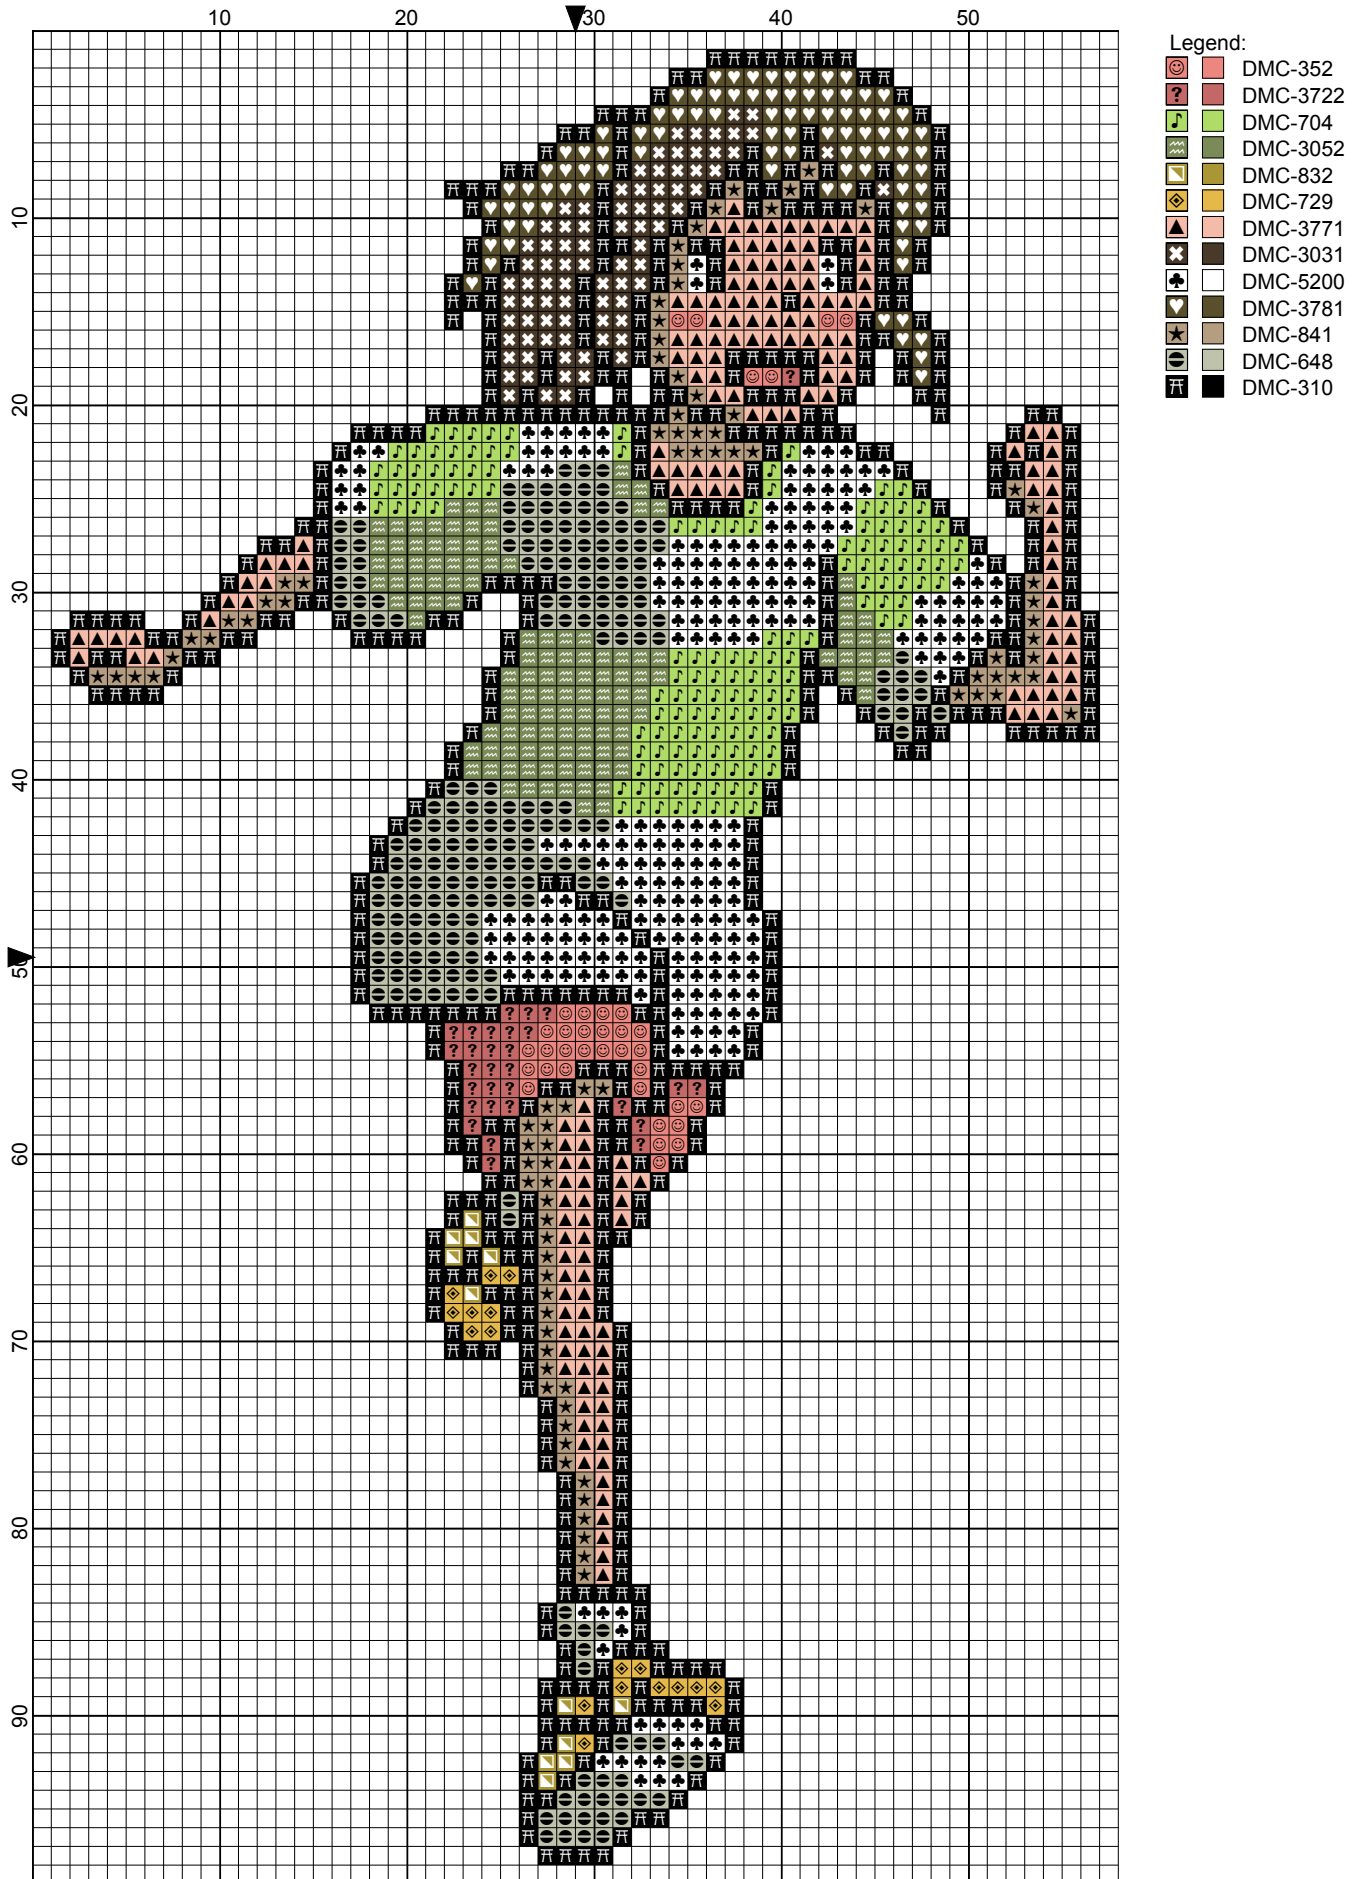 10 20 30 40 50
Legend:
DMC-352
? DMC-3722
♪ DMC-704
DMC-3052
DMC-832
DMC-729
DMC-3771
DMC-3031
DMC-5200
DMC-3781
DMC-841
DMC-648
DMC-310
10
20
30
40
50
60
70
80
90